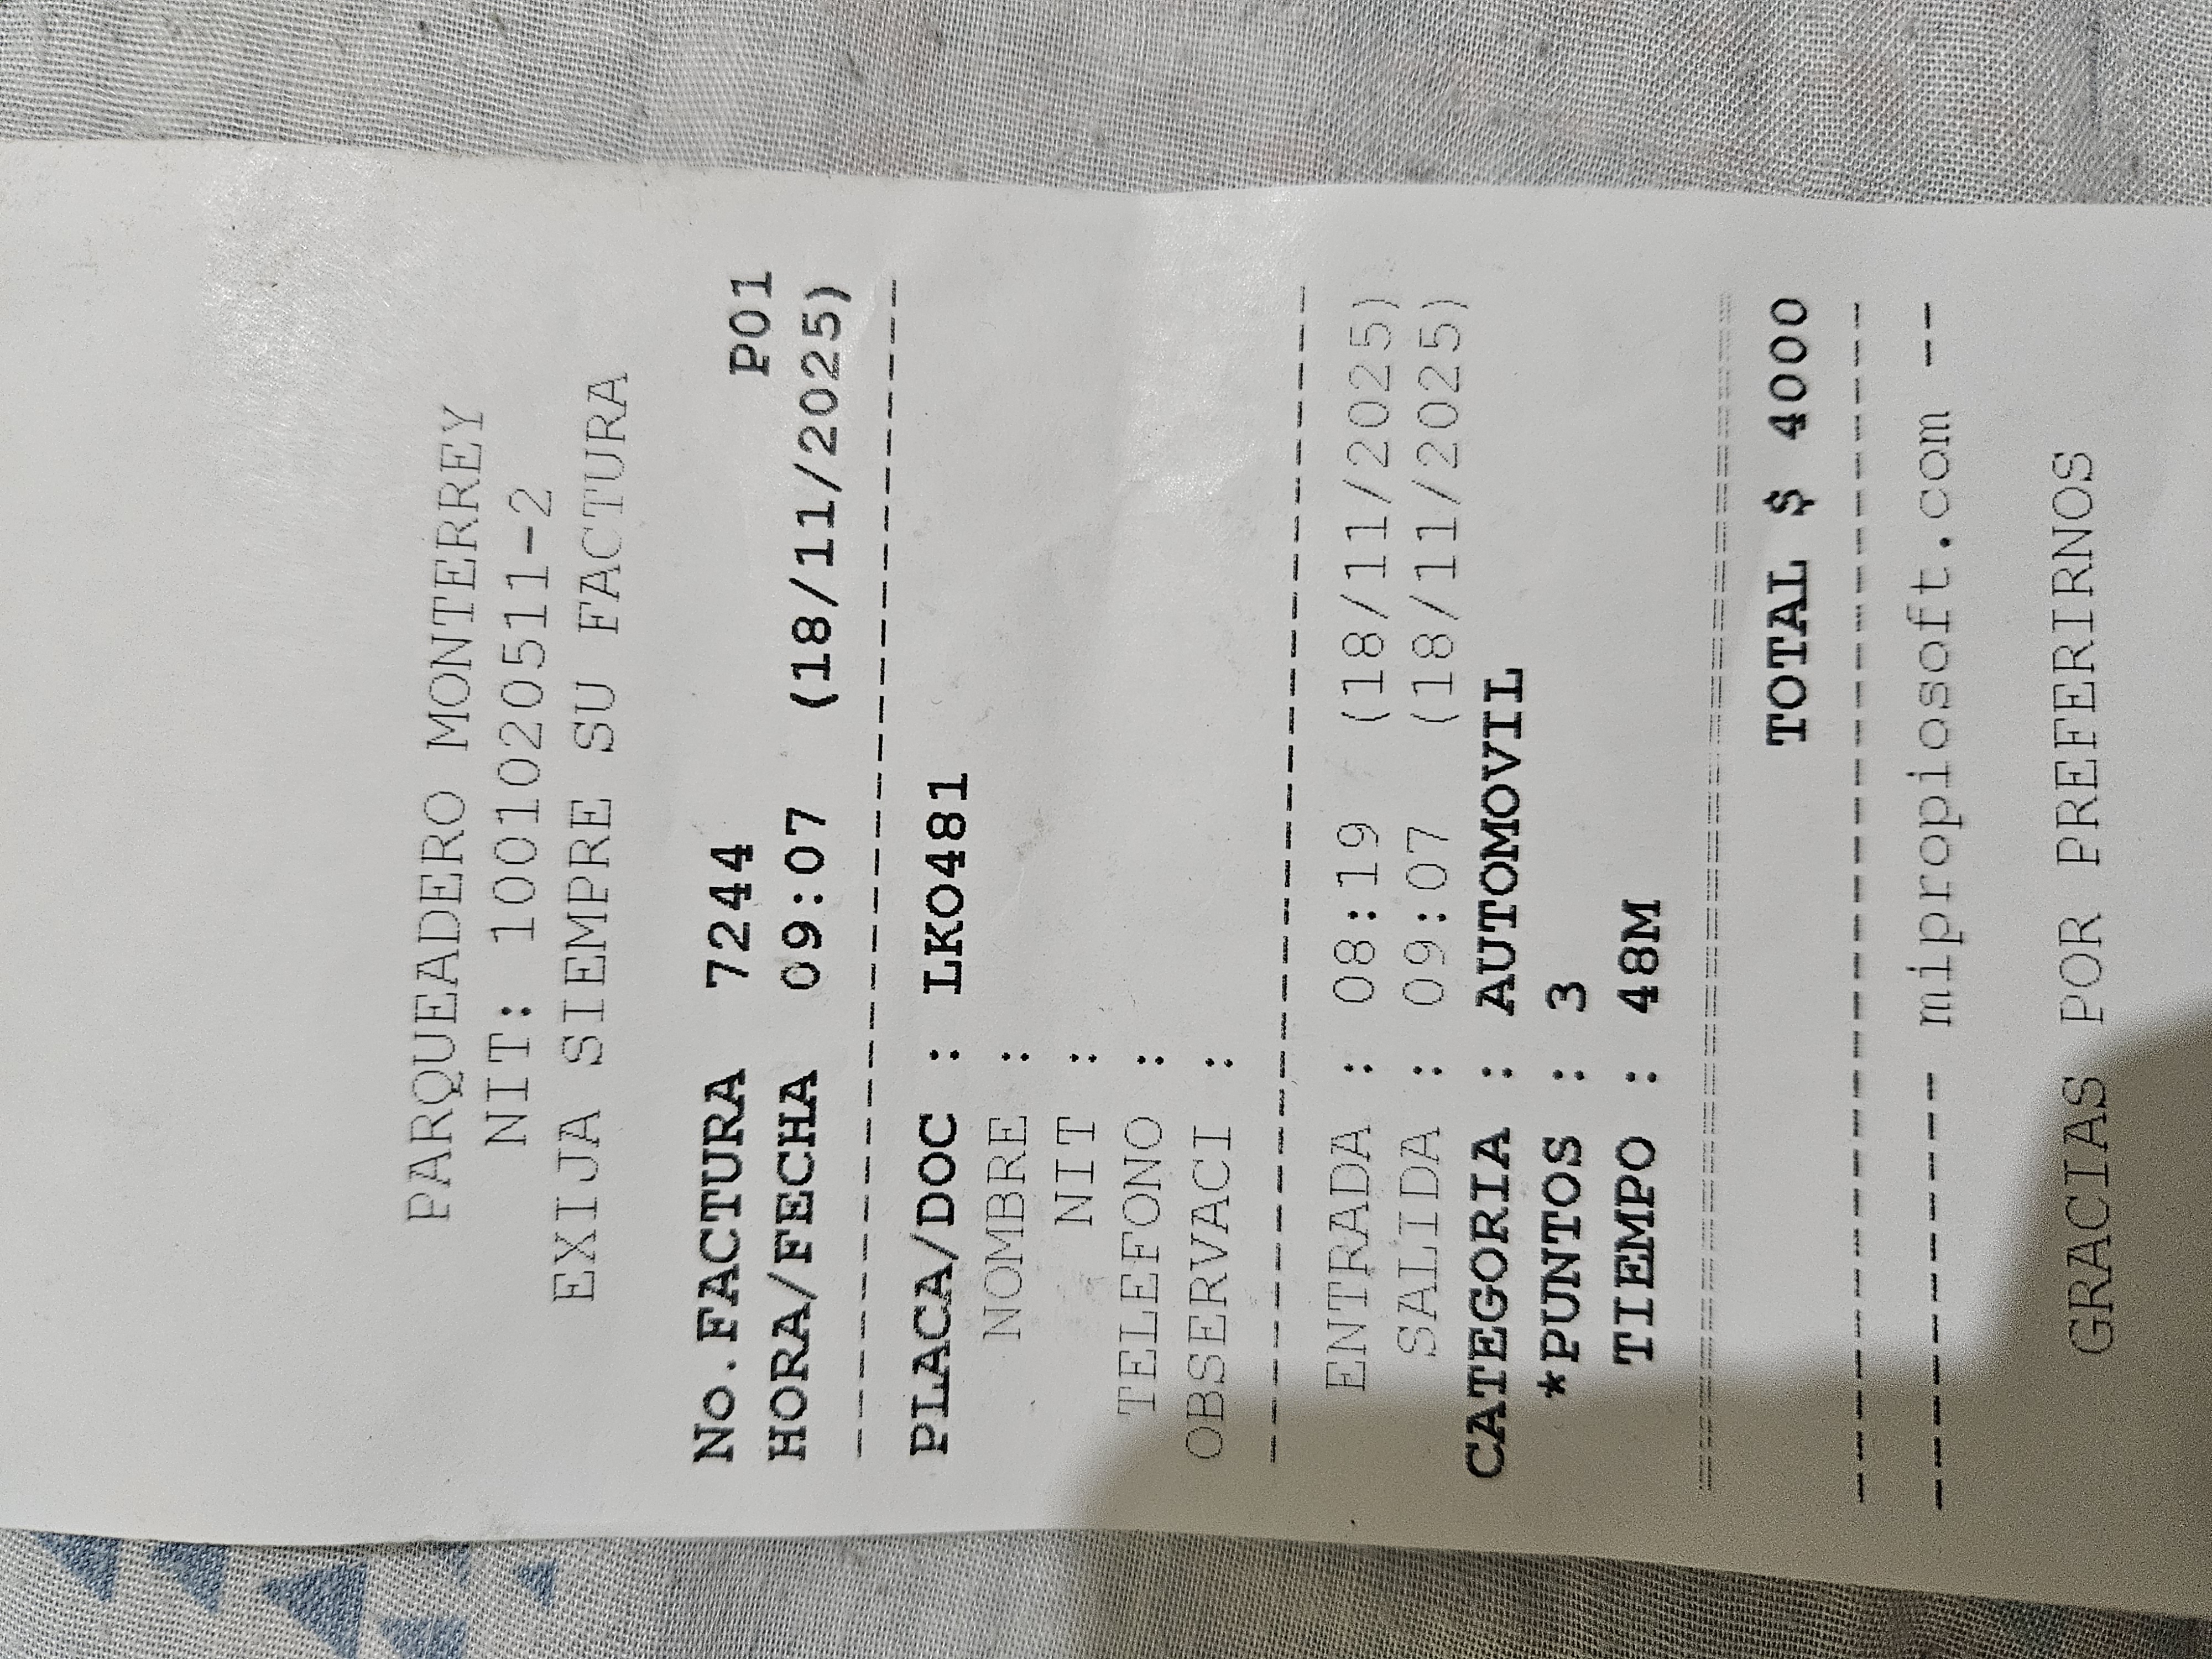 PARQUEADERO MONTERREY
NIT: 1001020511-2
EXIJA SIEMPRE SU FACTURA
No.FACTURA 7244 P01
HORA/FECHA 09:07 (18/11/2025)
--------------------------------
PLACA/DOC : LKO481
NOMBRE :
NIT :
TELEFONO :
OBSERVACI :
--------------------------------
ENTRADA : 08:19 (18/11/2025)
SALIDA : 09:07 (18/11/2025)
CATEGORIA : AUTOMOVIL
*PUNTOS : 3
TIEMPO : 48M
================================
TOTAL $ 4000
--------------------------------
------------ mipropiosoft.com --
GRACIAS POR PREFERIRNOS